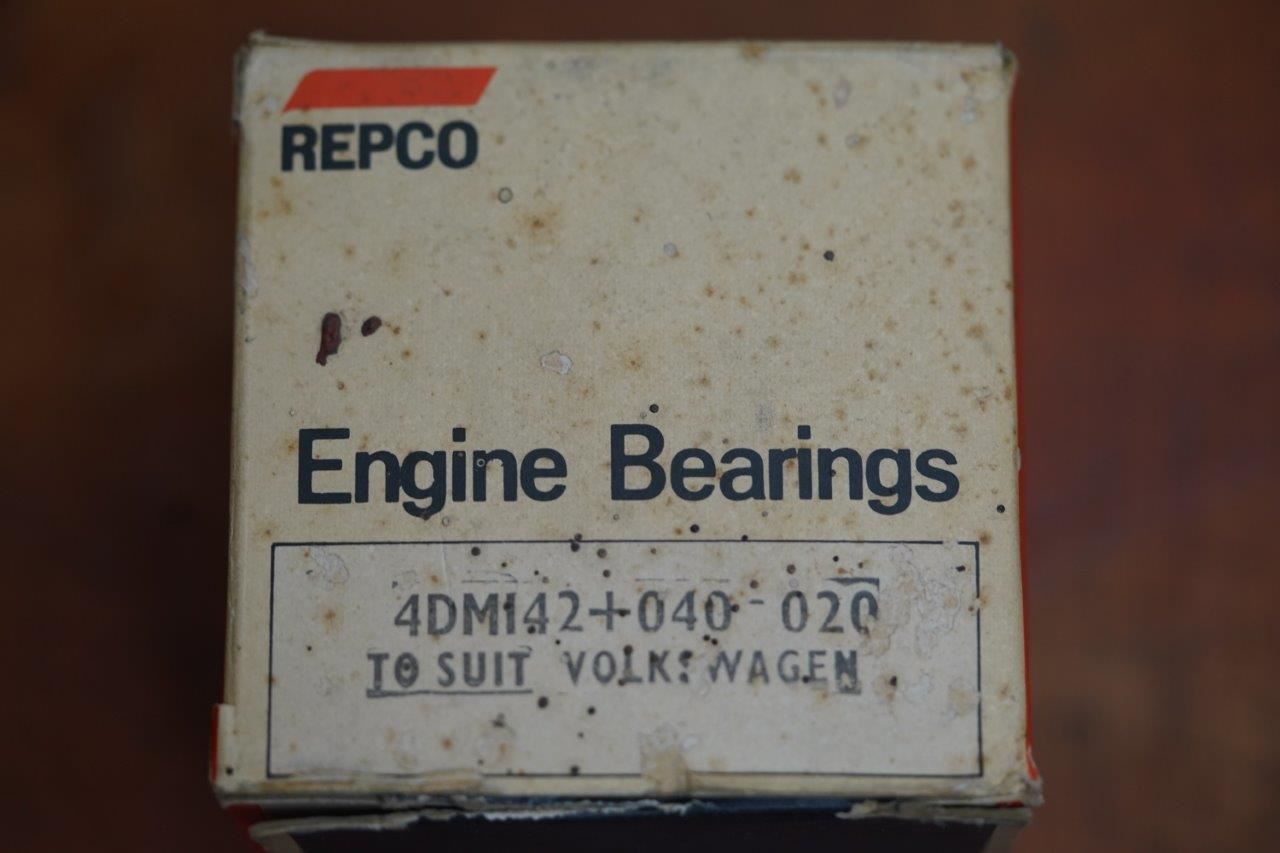 REPCO
Engine Bearings
4DM142+040-020
TO SUIT VOLKSWAGEN